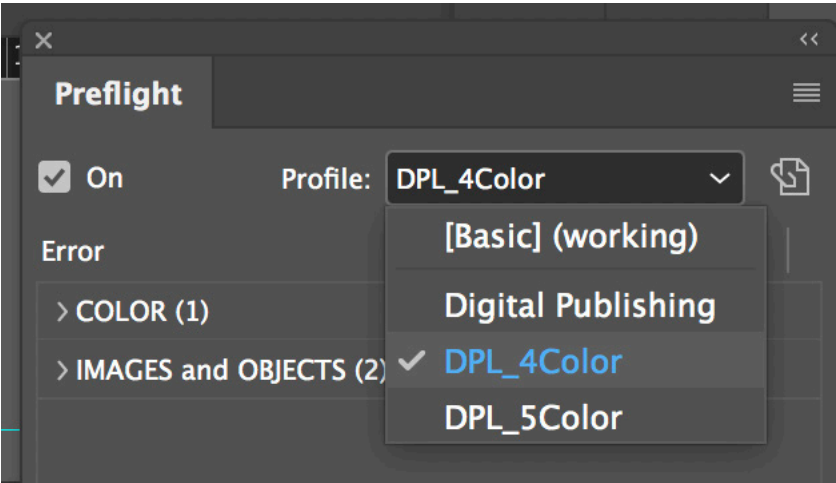 Preflight
On Profile: DPL_4Color
[Basic] (working)
Error
Digital Publishing
COLOR (1)
DPL_4Color
IMAGES and OBJECTS (2)
DPL_5Color